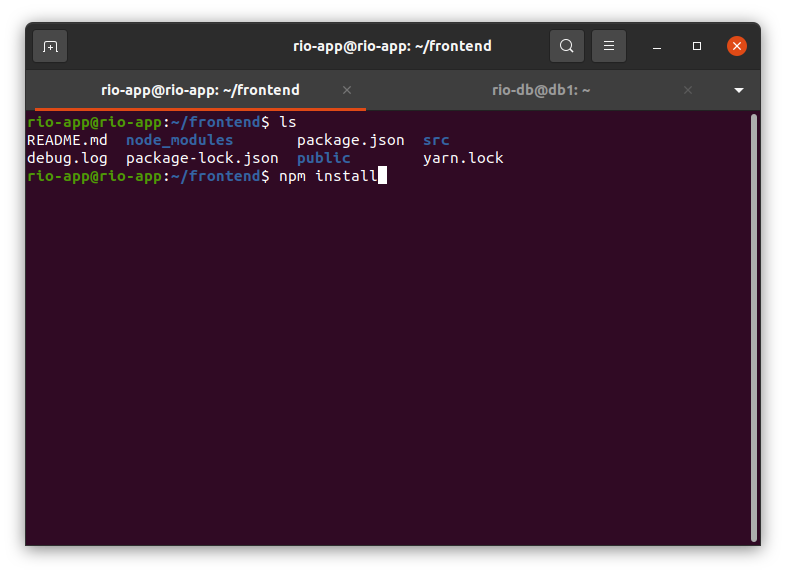 rio-app@rio-app: ~/frontend
rio-app@rio-app: ~/frontend
rio-db@db1: ~
rio-app@rio-app:~/frontend$ ls
README.md  node_modules       package.json  src
debug.log  package-lock.json  public        yarn.lock
rio-app@rio-app:~/frontend$ npm install